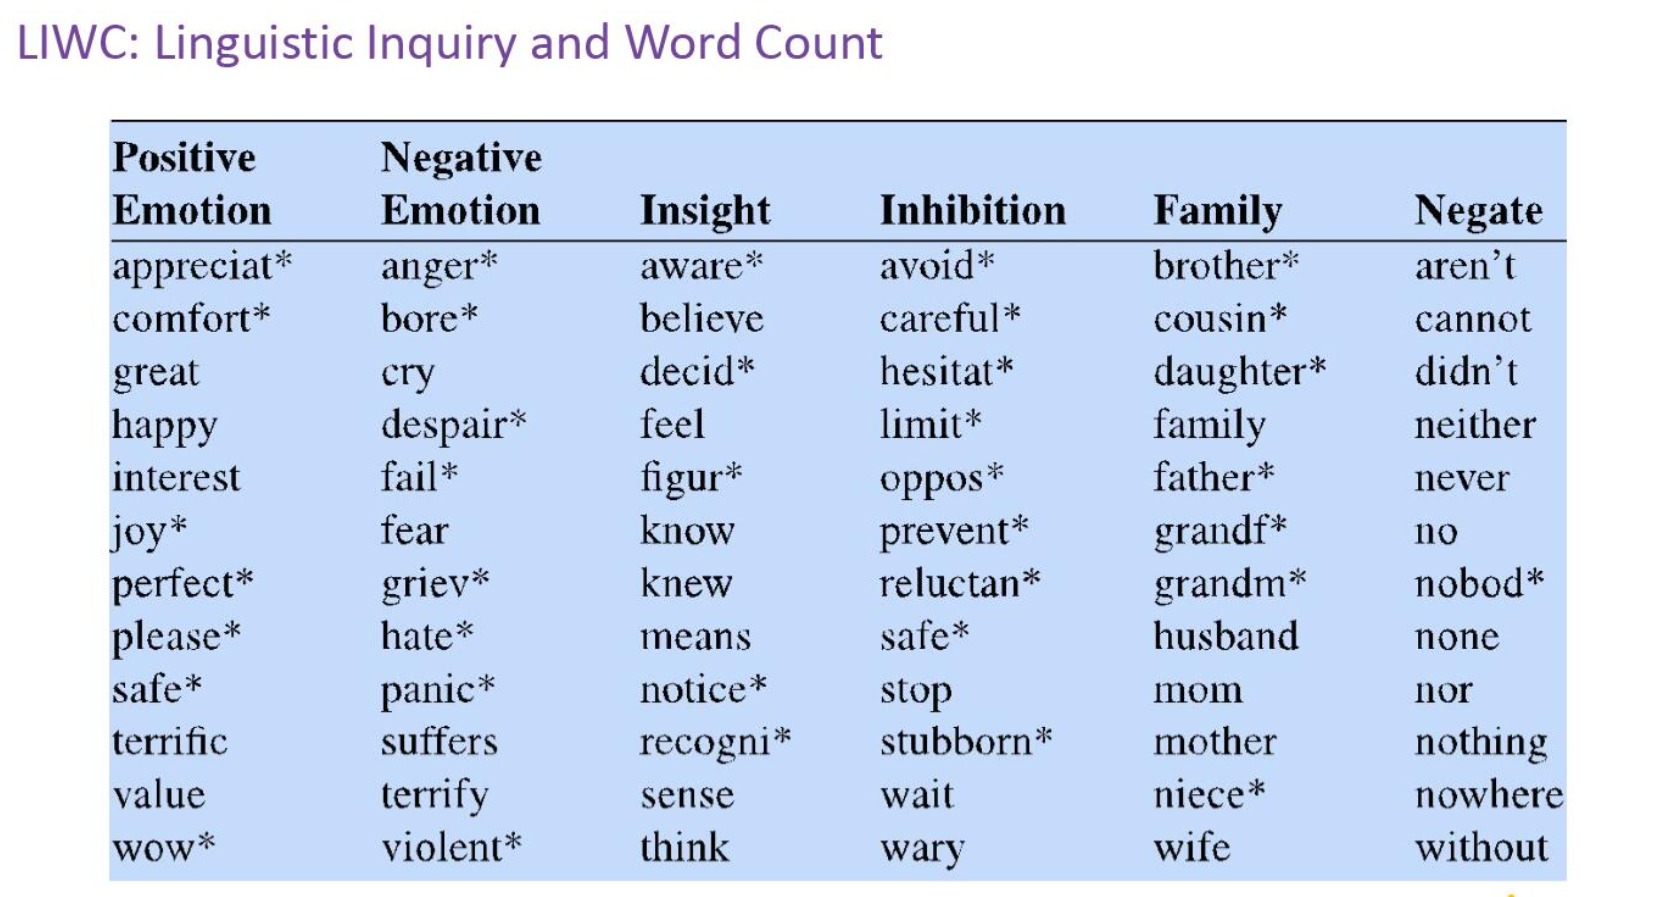 LIWC: Linguistic Inquiry and Word Count
Positive Negative
Emotion Emotion Insight Inhibition Family Negate
appreciat* anger* aware* avoid* brother* aren't
comfort* bore* believe careful* cousin* cannot
great cry decid* hesitat* daughter* didn't
happy despair* feel limit* family neither
interest fail* figur* oppos* father* never
joy* fear know prevent* grandf* no
perfect* griev* knew reluctan* grandm* nobod*
please* hate* means safe* husband none
safe* panic* notice* stop mom nor
terrific suffers recogni* stubborn* mother nothing
value terrify sense wait niece* nowhere
wow* violent* think wary wife without